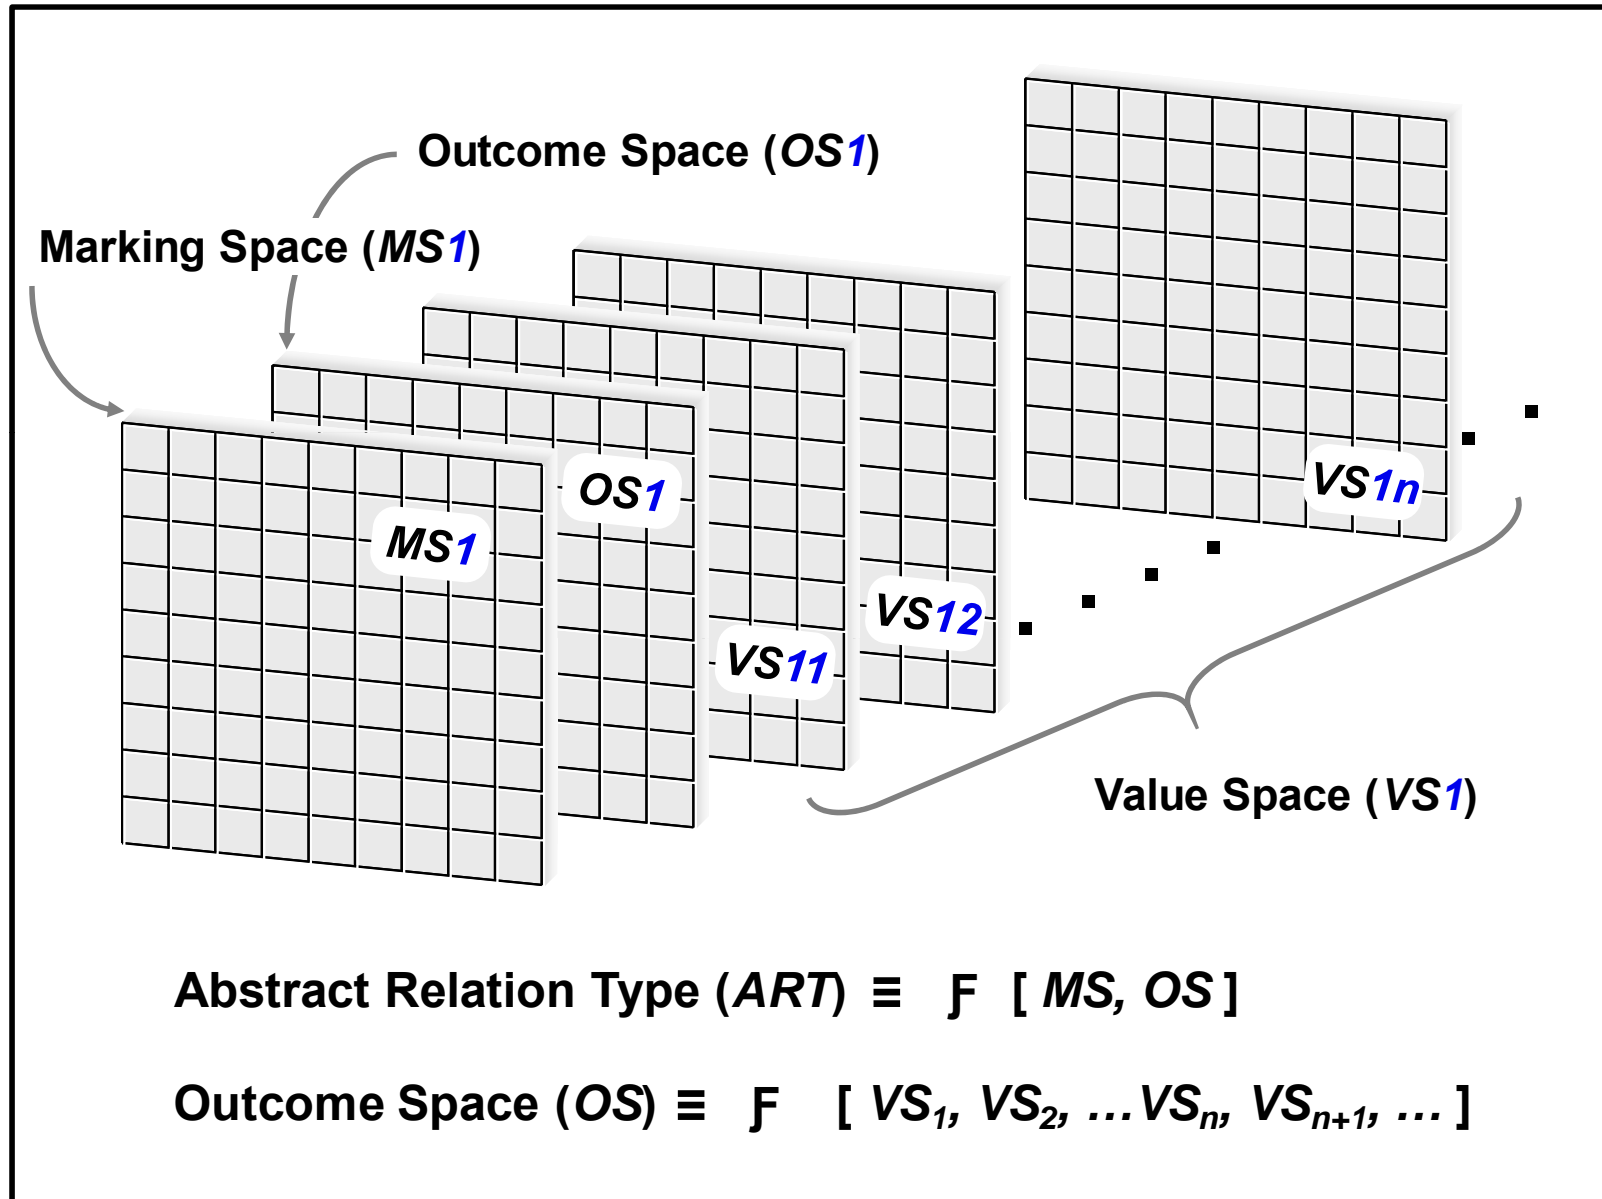 Outcome Space (OS1)
Marking Space (MS1)
VS1n
OS1
MS1
VS12
VS11
Value Space (VS1)
Abstract Relation Type (ART) ≡ Ƒ [ MS, OS ]
Outcome Space (OS) ≡ Ƒ [ VS₁, VS₂, …VSₙ, VSₙ₊₁, … ]